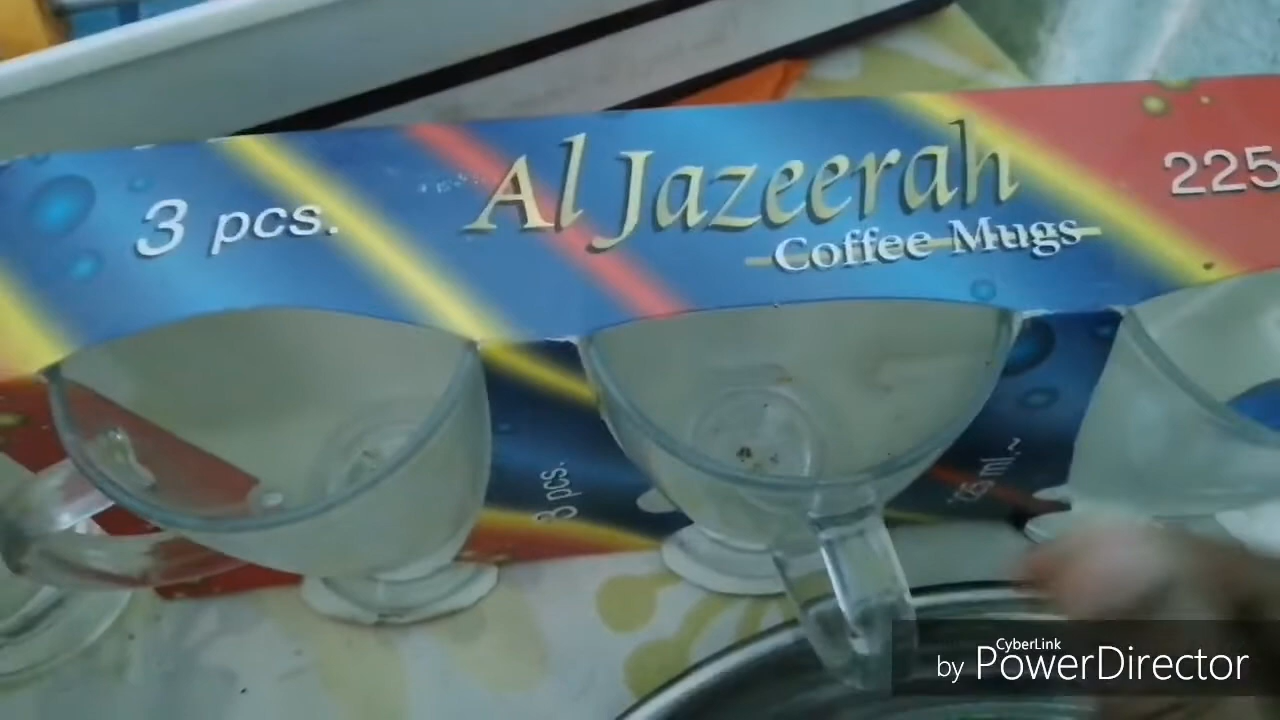 3 pcs.
Al Jazeerah
Coffee Mugs
225
3 pcs.
CyberLink
by PowerDirector